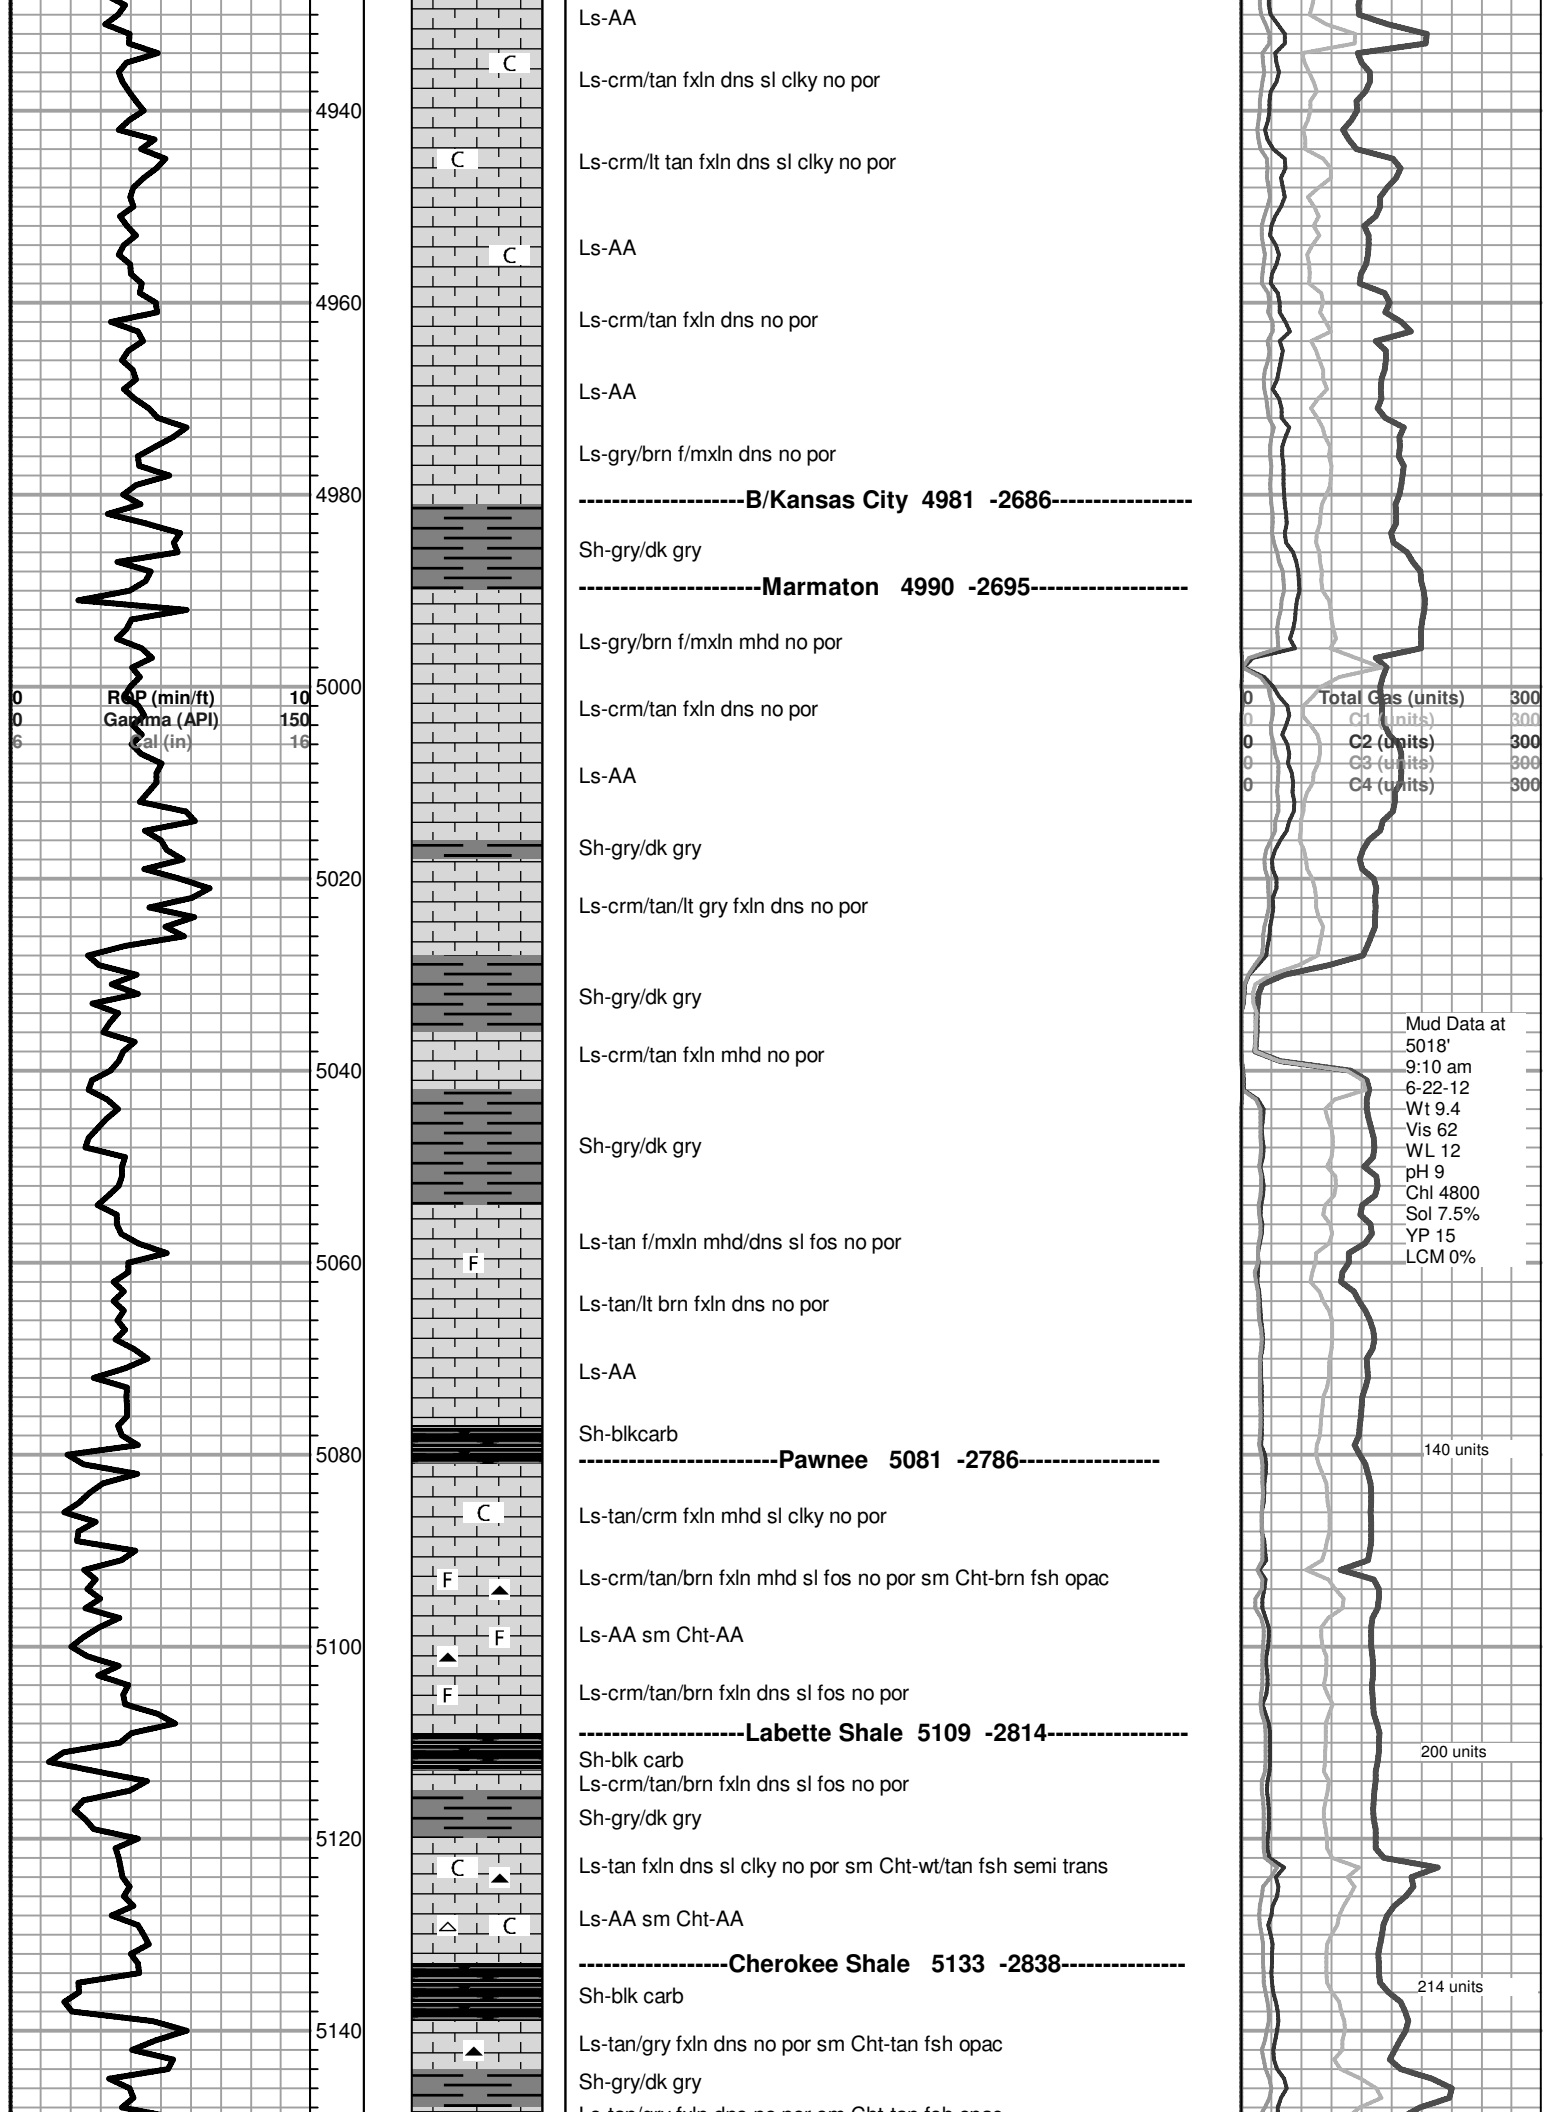 Ls-AA
C
Ls-crm/tan fxln dns sl clky no por
4940
C
Ls-crm/lt tan fxln dns sl clky no por
Ls-AA
C
4960
Ls-crm/tan fxln dns no por
Ls-AA
Ls-gry/brn f/mxln dns no por
4980
--------------------B/Kansas City 4981 -2686-----------------
Sh-gry/dk gry
----------------------Marmaton 4990 -2695-------------------
Ls-gry/brn f/mxln mhd no por
5000
0 ROP (min/ft) 10
0 Gamma (API) 150
6 Cal (in) 16
0 Total Gas (units) 300
0 C1 (units) 300
0 C2 (units) 300
0 C3 (units) 300
0 C4 (units) 300
Ls-crm/tan fxln dns no por
Ls-AA
Sh-gry/dk gry
5020
Ls-crm/tan/lt gry fxln dns no por
Sh-gry/dk gry
Mud Data at
5018'
9:10 am
6-22-12
Wt 9.4
Vis 62
WL 12
pH 9
Chl 4800
Sol 7.5%
YP 15
LCM 0%
Ls-crm/tan fxln mhd no por
5040
Sh-gry/dk gry
Ls-tan f/mxln mhd/dns sl fos no por
F
5060
Ls-tan/lt brn fxln dns no por
Ls-AA
Sh-blkcarb
140 units
5080
------------------------Pawnee 5081 -2786-----------------
C
Ls-tan/crm fxln mhd sl clky no por
F
Ls-crm/tan/brn fxln mhd sl fos no por sm Cht-brn fsh opac
F
Ls-AA sm Cht-AA
5100
F
Ls-crm/tan/brn fxln dns sl fos no por
--------------------Labette Shale 5109 -2814-----------------
200 units
Sh-blk carb
Ls-crm/tan/brn fxln dns sl fos no por
Sh-gry/dk gry
5120
C
Ls-tan fxln dns sl clky no por sm Cht-wt/tan fsh semi trans
C
Ls-AA sm Cht-AA
------------------Cherokee Shale 5133 -2838---------------
214 units
Sh-blk carb
5140
Ls-tan/gry fxln dns no por sm Cht-tan fsh opac
Sh-gry/dk gry
Ls-tan/gry fxln dns no por sm Cht-tan fsh opac